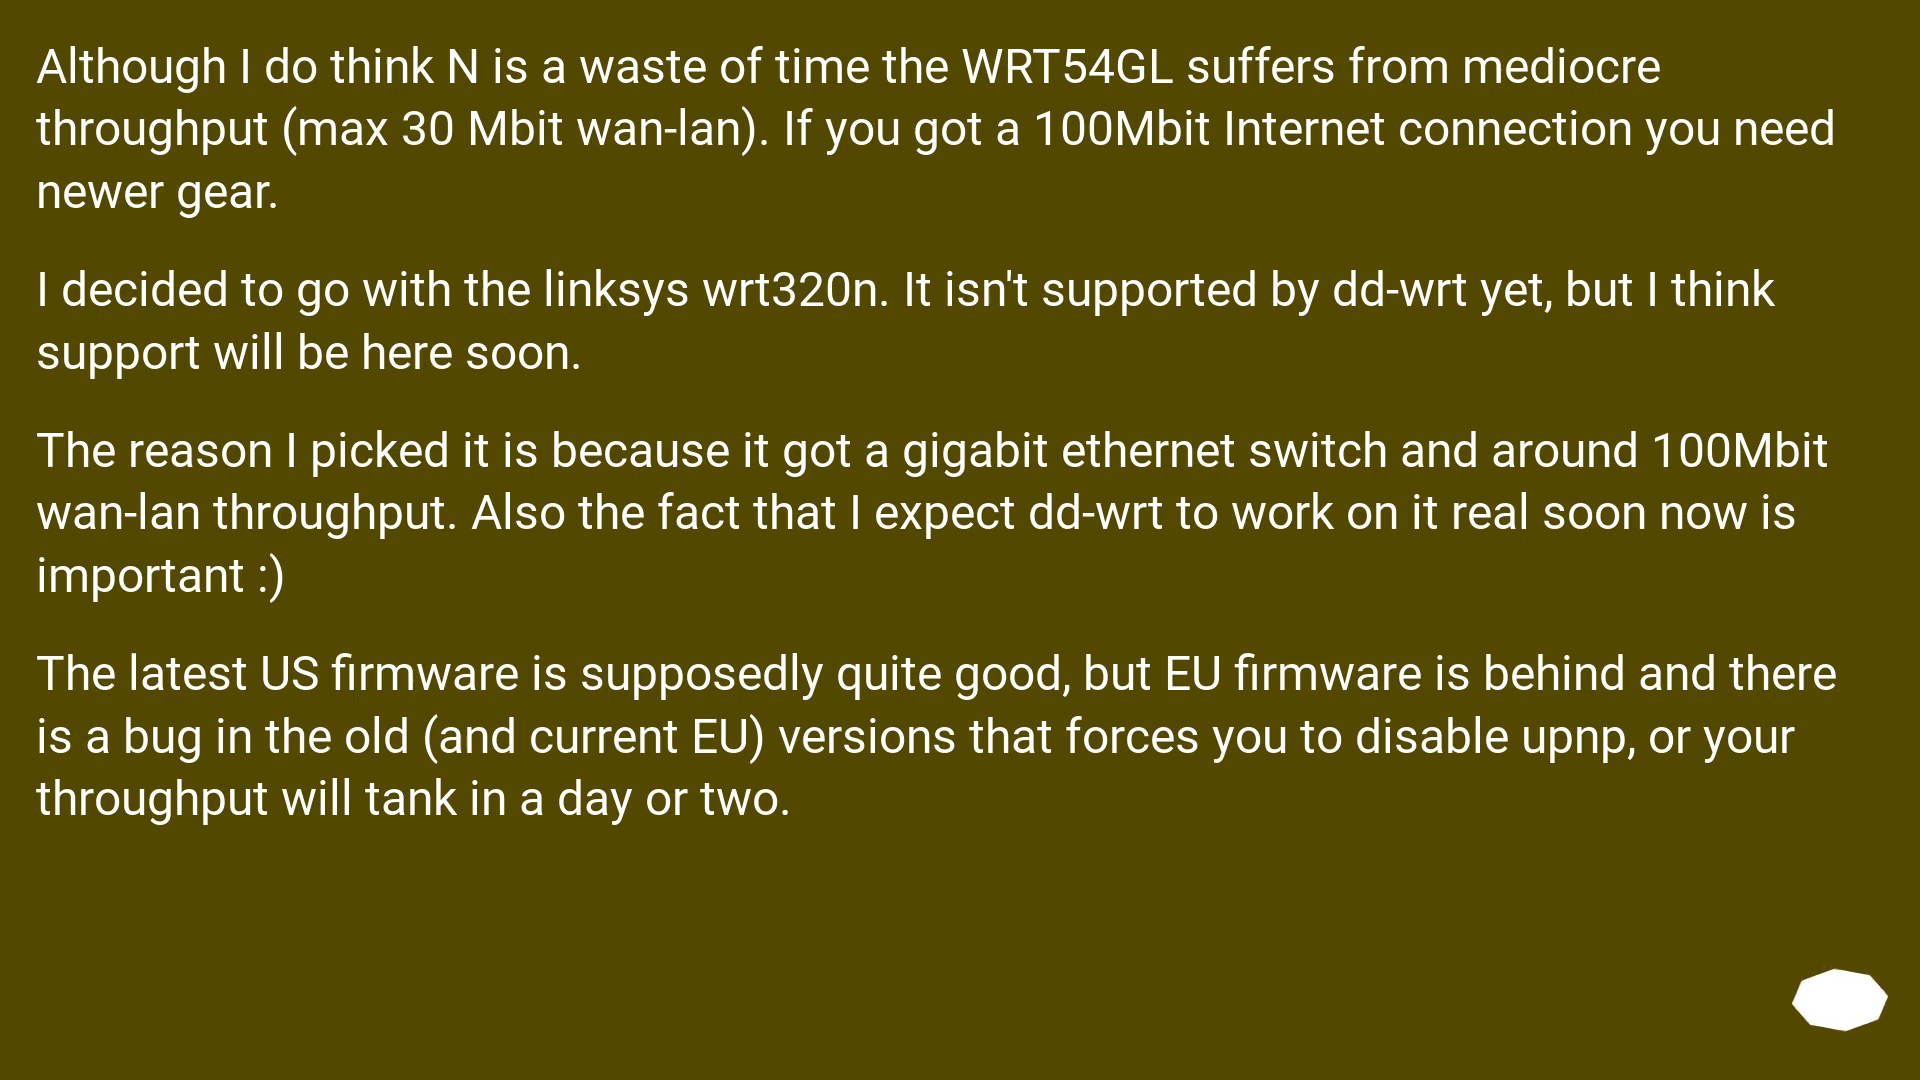 Although I do think N is a waste of time the WRT54GL suffers from mediocre
throughput (max 30 Mbit wan-lan). If you got a 100Mbit Internet connection you need
newer gear.
I decided to go with the linksys wrt320n. It isn't supported by dd-wrt yet, but I think
support will be here soon.
The reason I picked it is because it got a gigabit ethernet switch and around 100Mbit
wan-lan throughput. Also the fact that I expect dd-wrt to work on it real soon now is
important :)
The latest US firmware is supposedly quite good, but EU firmware is behind and there
is a bug in the old (and current EU) versions that forces you to disable upnp, or your
throughput will tank in a day or two.